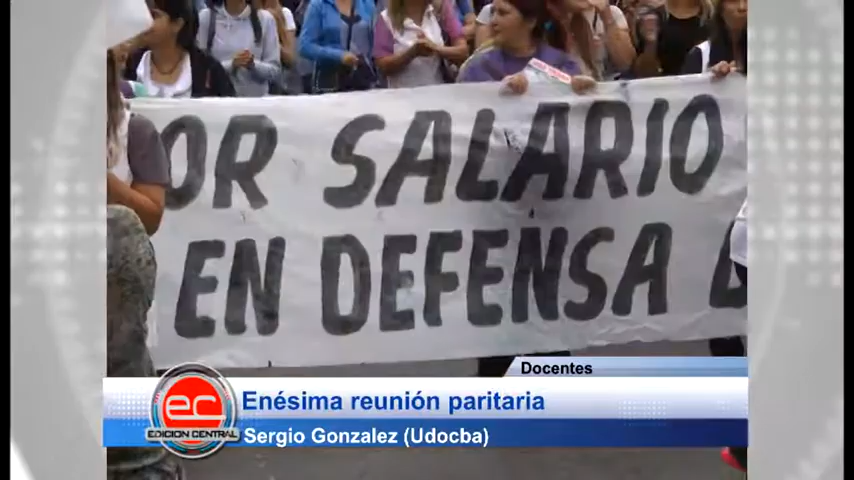 OR SALARIO
EN DEFENSA D
Docentes
ec
Enésima reunión paritaria
EDICION CENTRAL
Sergio Gonzalez (Udocba)